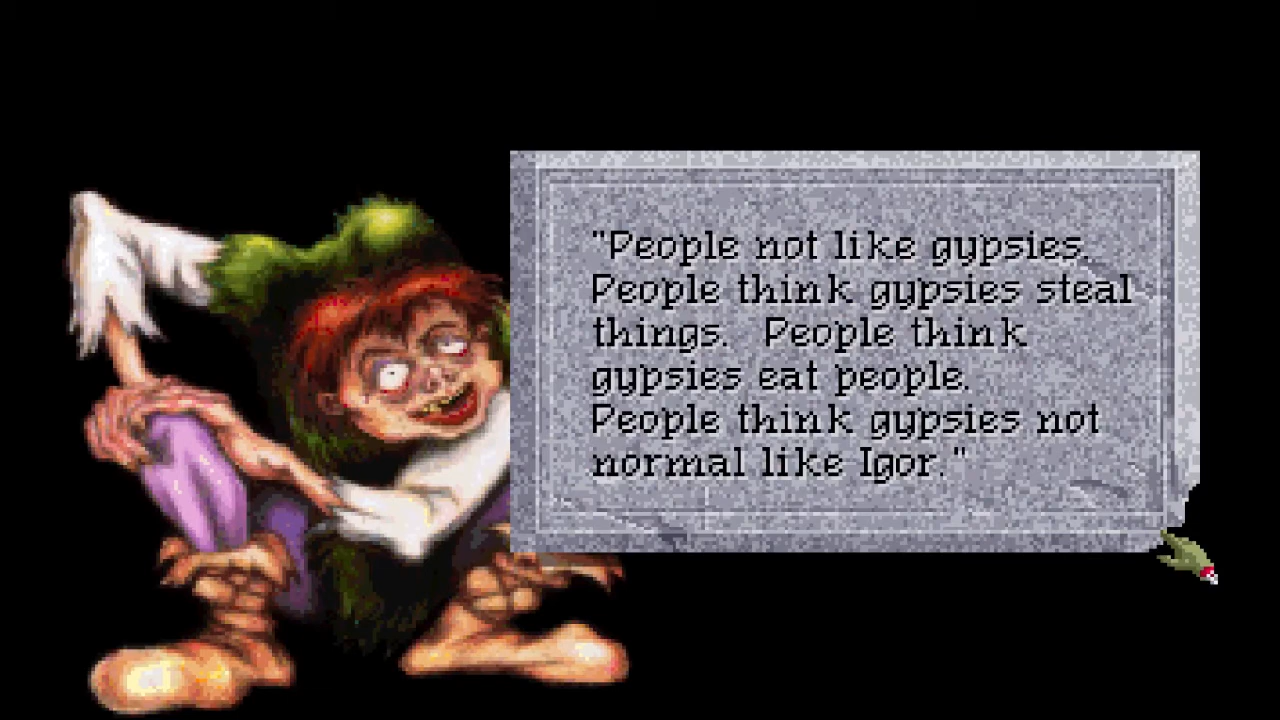 "People not like gypsies.
People think gypsies steal
things.  People think
gypsies eat people.
People think gypsies not
normal like Igor."